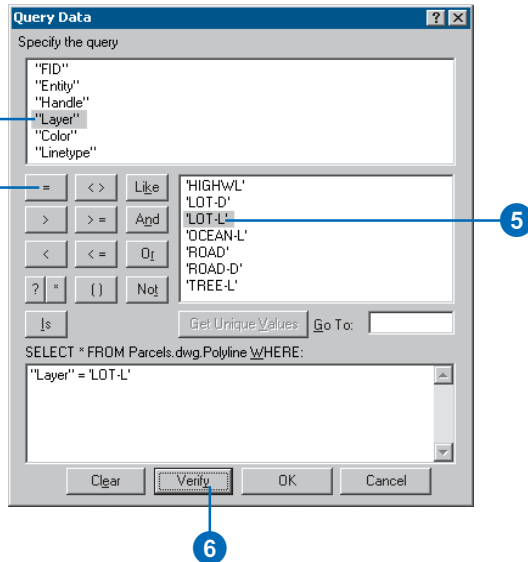 Query Data
? X
Specify the query
"FID"
"Entity"
"Handle"
"Layer"
"Color"
"Linetype"
= <> Like
> >= And
< <= Or
? * () Not
Is
'HIGHWL'
'LOT-D'
'LOT-L'
'OCEAN-L'
'ROAD'
'ROAD-D'
'TREE-L'
5
Get Unique Values Go To:
SELECT * FROM Parcels.dwg.Polyline WHERE:
"Layer" = 'LOT-L'
Clear Verify OK Cancel
6